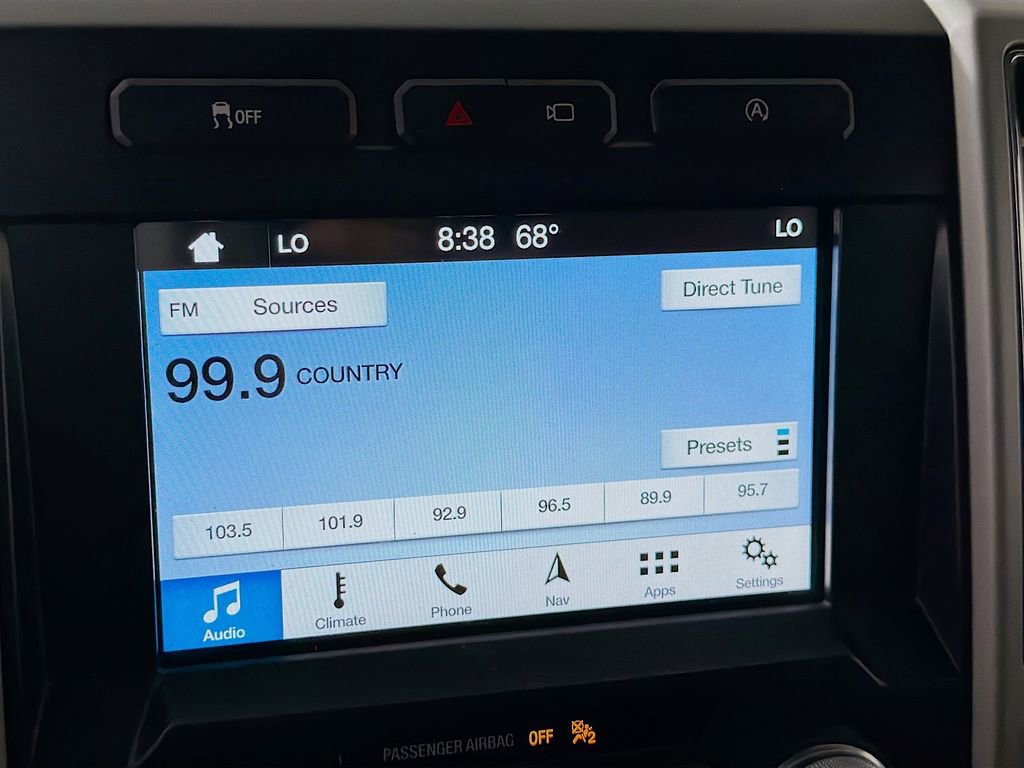 OFF
A
LO 8:38 68° LO
FM Sources Direct Tune
99.9 COUNTRY
Presets
103.5 101.9 92.9 96.5 89.9 95.7
Audio Climate Phone Nav Apps Settings
PASSENGER AIRBAG OFF 2